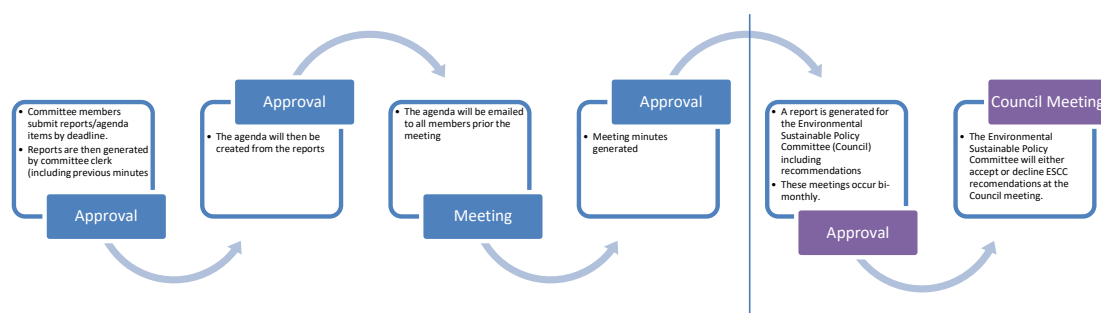 • Committee members
submit reports/agenda
items by deadline.
• Reports are then generated
by committee clerk
(including previous minutes
Approval
Approval
• The agenda will then be
created from the reports
• The agenda will be emailed
to all members prior the
meeting
Meeting
Approval
• Meeting minutes
generated
• A report is generated for
the Environmental
Sustainable Policy
Committee (Council)
including
recommendations
• These meetings occur bi-
monthly.
Approval
Council Meeting
• The Environmental
Sustainable Policy
Committee will either
accept or decline ESCC
recomendations at the
Council meeting.